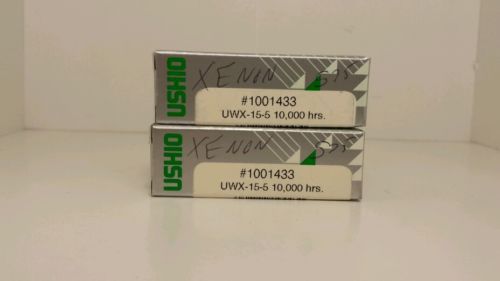 USHIO
XENON
#1001433
UWX-15-5 10,000 hrs.
USHIO
XENON
#1001433
UWX-15-5 10,000 hrs.